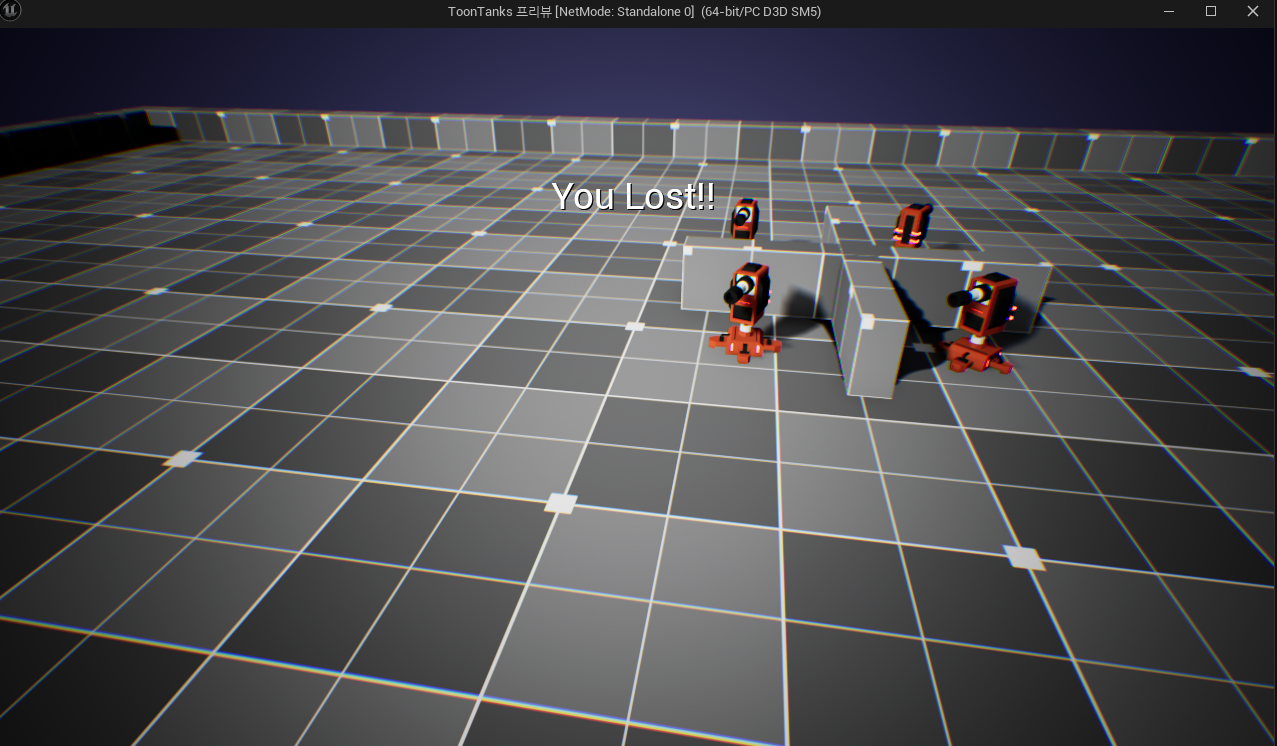 ToonTanks 프리뷰 [NetMode: Standalone 0]  (64-bit/PC D3D SM5)
You Lost!!